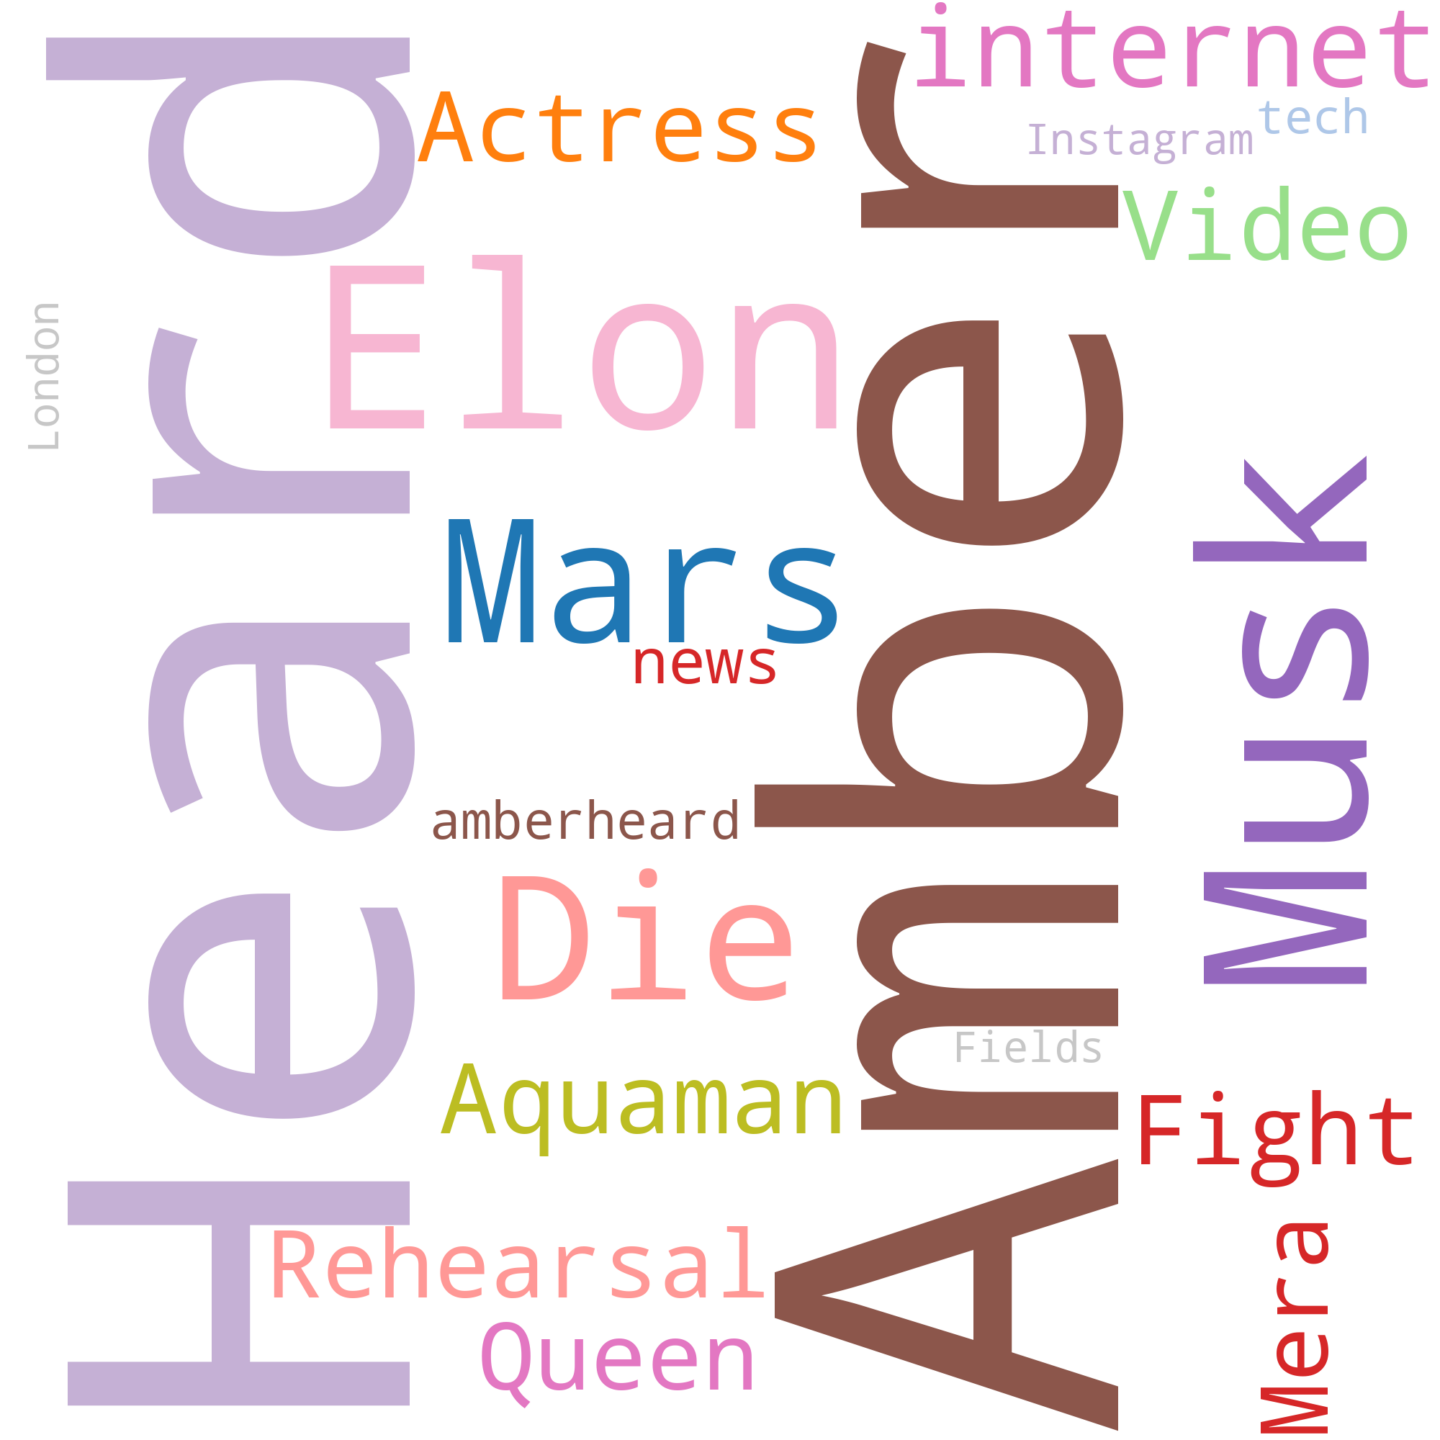 internet
Actress
tech
Instagram
Video
Elon
London
Heard
Amber
Mars
Musk
news
amberheard
Die
Fields
Aquaman
Fight
Rehearsal
Mera
Queen